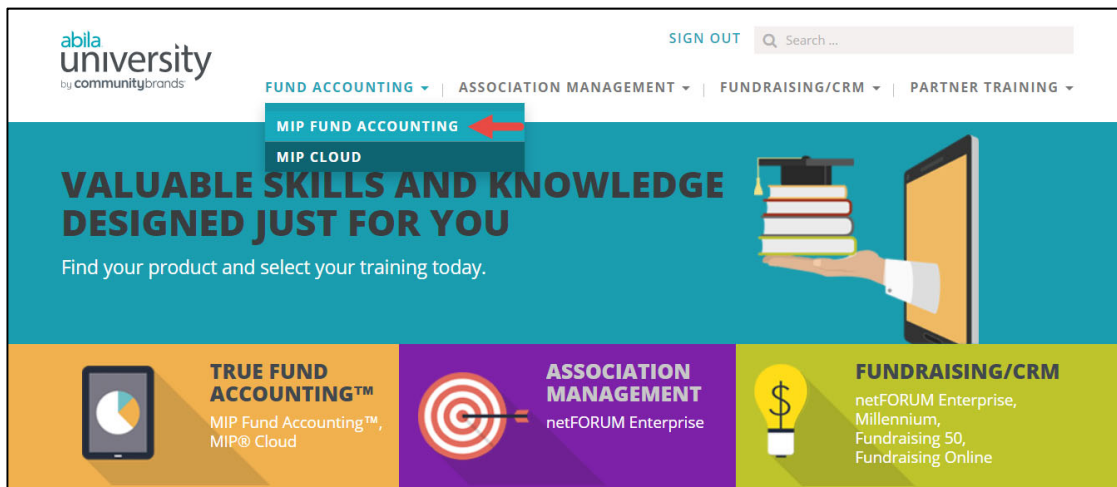 abila
university
by communitybrands
SIGN OUT
Search ...
FUND ACCOUNTING
ASSOCIATION MANAGEMENT
FUNDRAISING/CRM
PARTNER TRAINING
MIP FUND ACCOUNTING
MIP CLOUD
VALUABLE SKILLS AND KNOWLEDGE
DESIGNED JUST FOR YOU
Find your product and select your training today.
TRUE FUND
ACCOUNTING™
MIP Fund Accounting™,
MIP® Cloud
ASSOCIATION
MANAGEMENT
netFORUM Enterprise
$
FUNDRAISING/CRM
netFORUM Enterprise,
Millennium,
Fundraising 50,
Fundraising Online